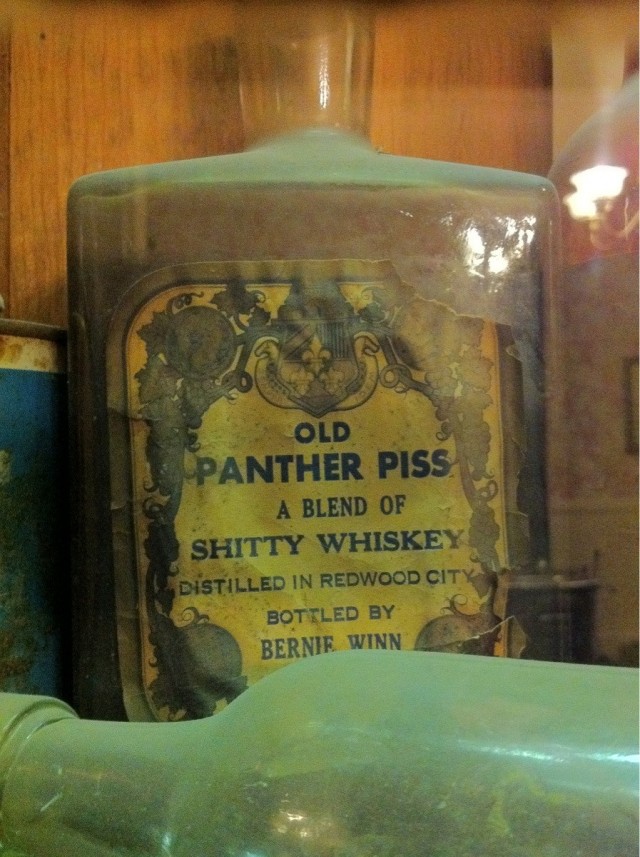 OLD
PANTHER PISS
A BLEND OF
SHITTY WHISKEY
DISTILLED IN REDWOOD CITY
BOTTLED BY
BERNIE WINN